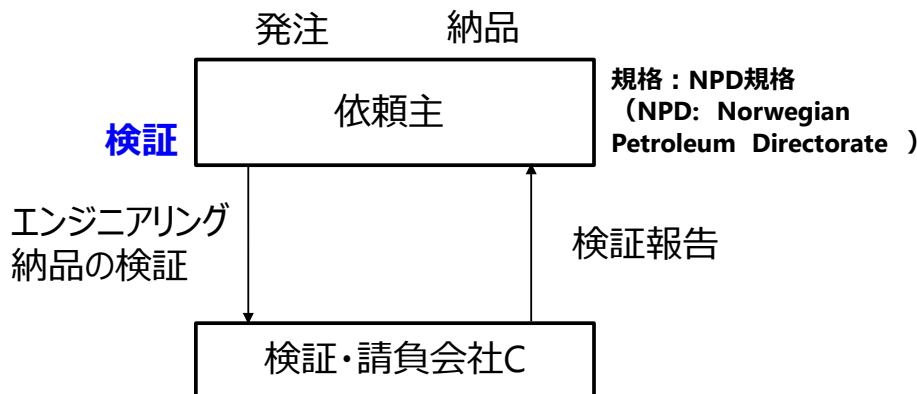 発注
納品
依頼主
規格：NPD規格
（NPD: Norwegian
Petroleum Directorate ）
検証
エンジニアリング
納品の検証
検証報告
検証・請負会社C